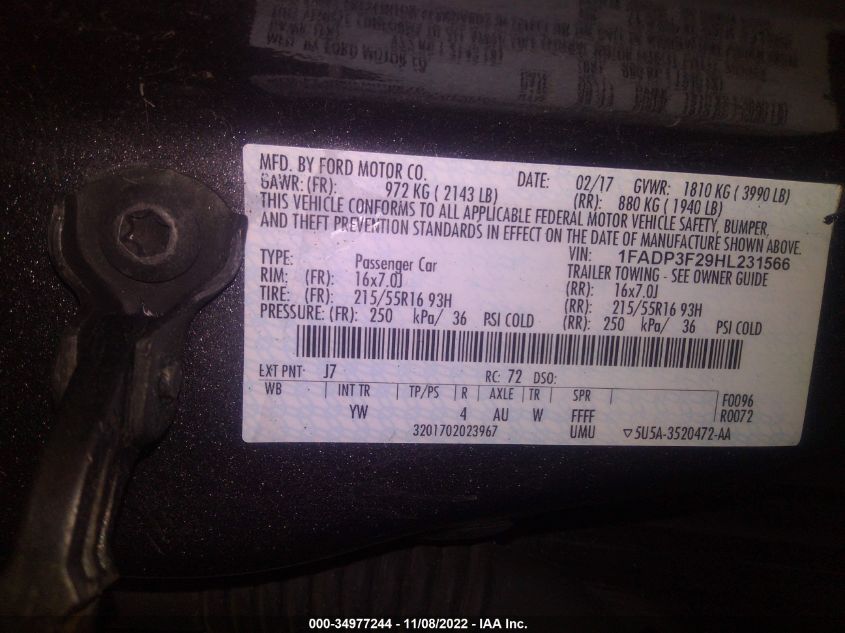 MFD. BY FORD MOTOR CO. DATE: 02/17 GVWR: 1810 KG ( 3990 LB)
GAWR: (FR): 972 KG ( 2143 LB) (RR): 880 KG ( 1940 LB)
THIS VEHICLE CONFORMS TO ALL APPLICABLE FEDERAL MOTOR VEHICLE SAFETY, BUMPER,
AND THEFT PREVENTION STANDARDS IN EFFECT ON THE DATE OF MANUFACTURE SHOWN ABOVE.
VIN: 1FADP3F29HL231566
TYPE: Passenger Car TRAILER TOWING - SEE OWNER GUIDE
RIM: (FR): 16x7.0J (RR): 16x7.0J
TIRE: (FR): 215/55R16 93H (RR): 215/55R16 93H
PRESSURE: (FR): 250 kPa/ 36 PSI COLD (RR): 250 kPa/ 36 PSI COLD
EXT PNT: J7 RC: 72 DSO:
WB INT TR TP/PS R AXLE TR SPR F0096
YW 4 AU W FFFF R0072
3201702023967 UMU ▽5U5A-3520472-AA
000-34977244 - 11/08/2022 - IAA Inc.